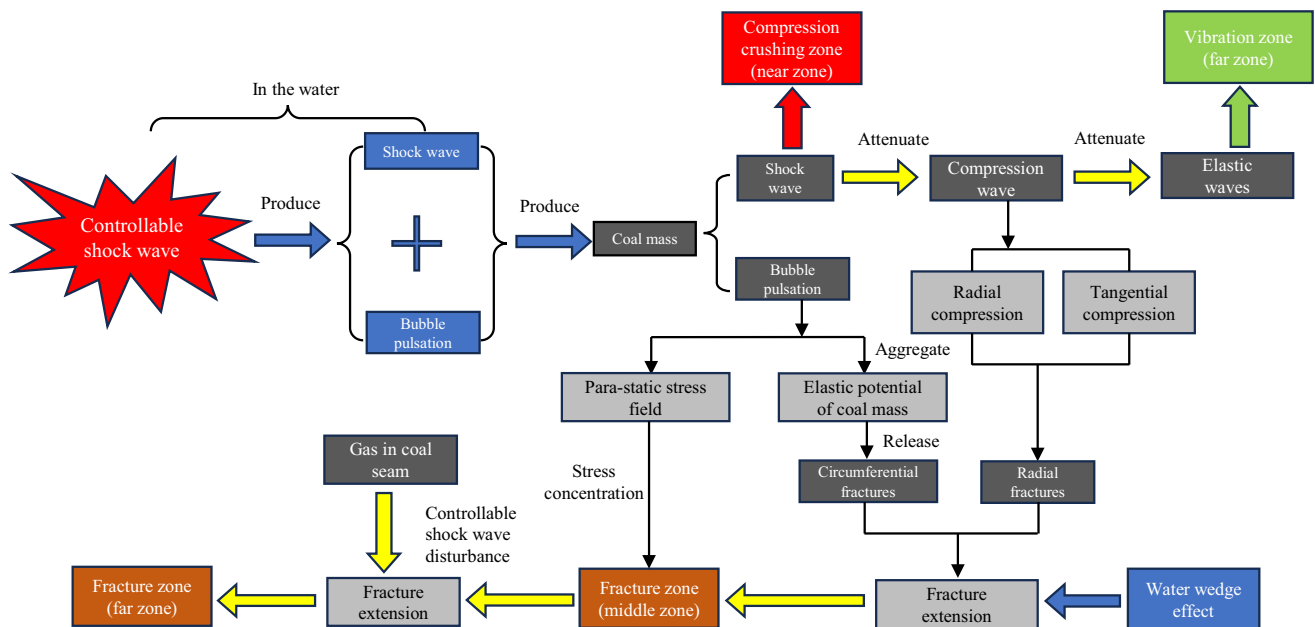 Compression
crushing zone
(near zone)
Vibration zone
(far zone)
In the water
Shock wave
Attenuate
Attenuate
Shock
wave
Compression
wave
Elastic
waves
Controllable
shock wave
Produce
Produce
Coal mass
Bubble
pulsation
Bubble
pulsation
Radial
compression
Tangential
compression
Aggregate
Para-static stress
field
Elastic potential
of coal mass
Release
Gas in coal
seam
Stress
concentration
Circumferential
fractures
Radial
fractures
Controllable
shock wave
disturbance
Fracture zone
(far zone)
Fracture
extension
Fracture zone
(middle zone)
Fracture
extension
Water wedge
effect